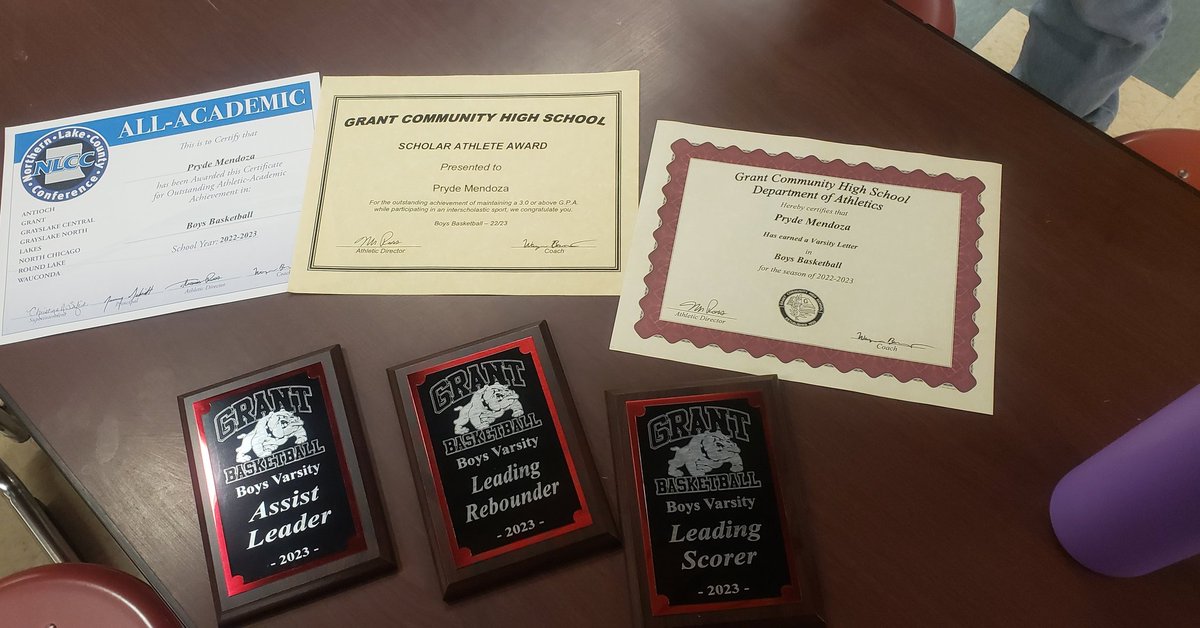 ALL-ACADEMIC
Northern • Lake • County
NLCC
Conference
This is to Certify that
Pryde Mendoza
has been Awarded this Certificate
for Outstanding Athletic-Academic
Achievement in:
Boys Basketball
School Year: 2022-2023
ANTIOCH
GRANT
GRAYSLAKE CENTRAL
GRAYSLAKE NORTH
LAKES
NORTH CHICAGO
ROUND LAKE
WAUCONDA
Superintendent
Principal
Athletic Director
GRANT COMMUNITY HIGH SCHOOL
SCHOLAR ATHLETE AWARD
Presented to
Pryde Mendoza
For the outstanding achievement of maintaining a 3.0 or above G.P.A.
while participating in an interscholastic sport, we congratulate you.
Boys Basketball – 22/23
Athletic Director
Coach
Grant Community High School
Department of Athletics
Hereby certifies that
Pryde Mendoza
Has earned a Varsity Letter
in
Boys Basketball
for the season of 2022-2023
Athletic Director
Coach
GRANT
BASKETBALL
Boys Varsity
Assist
Leader
- 2023 -
GRANT
BASKETBALL
Boys Varsity
Leading
Rebounder
- 2023 -
GRANT
BASKETBALL
Boys Varsity
Leading
Scorer
- 2023 -